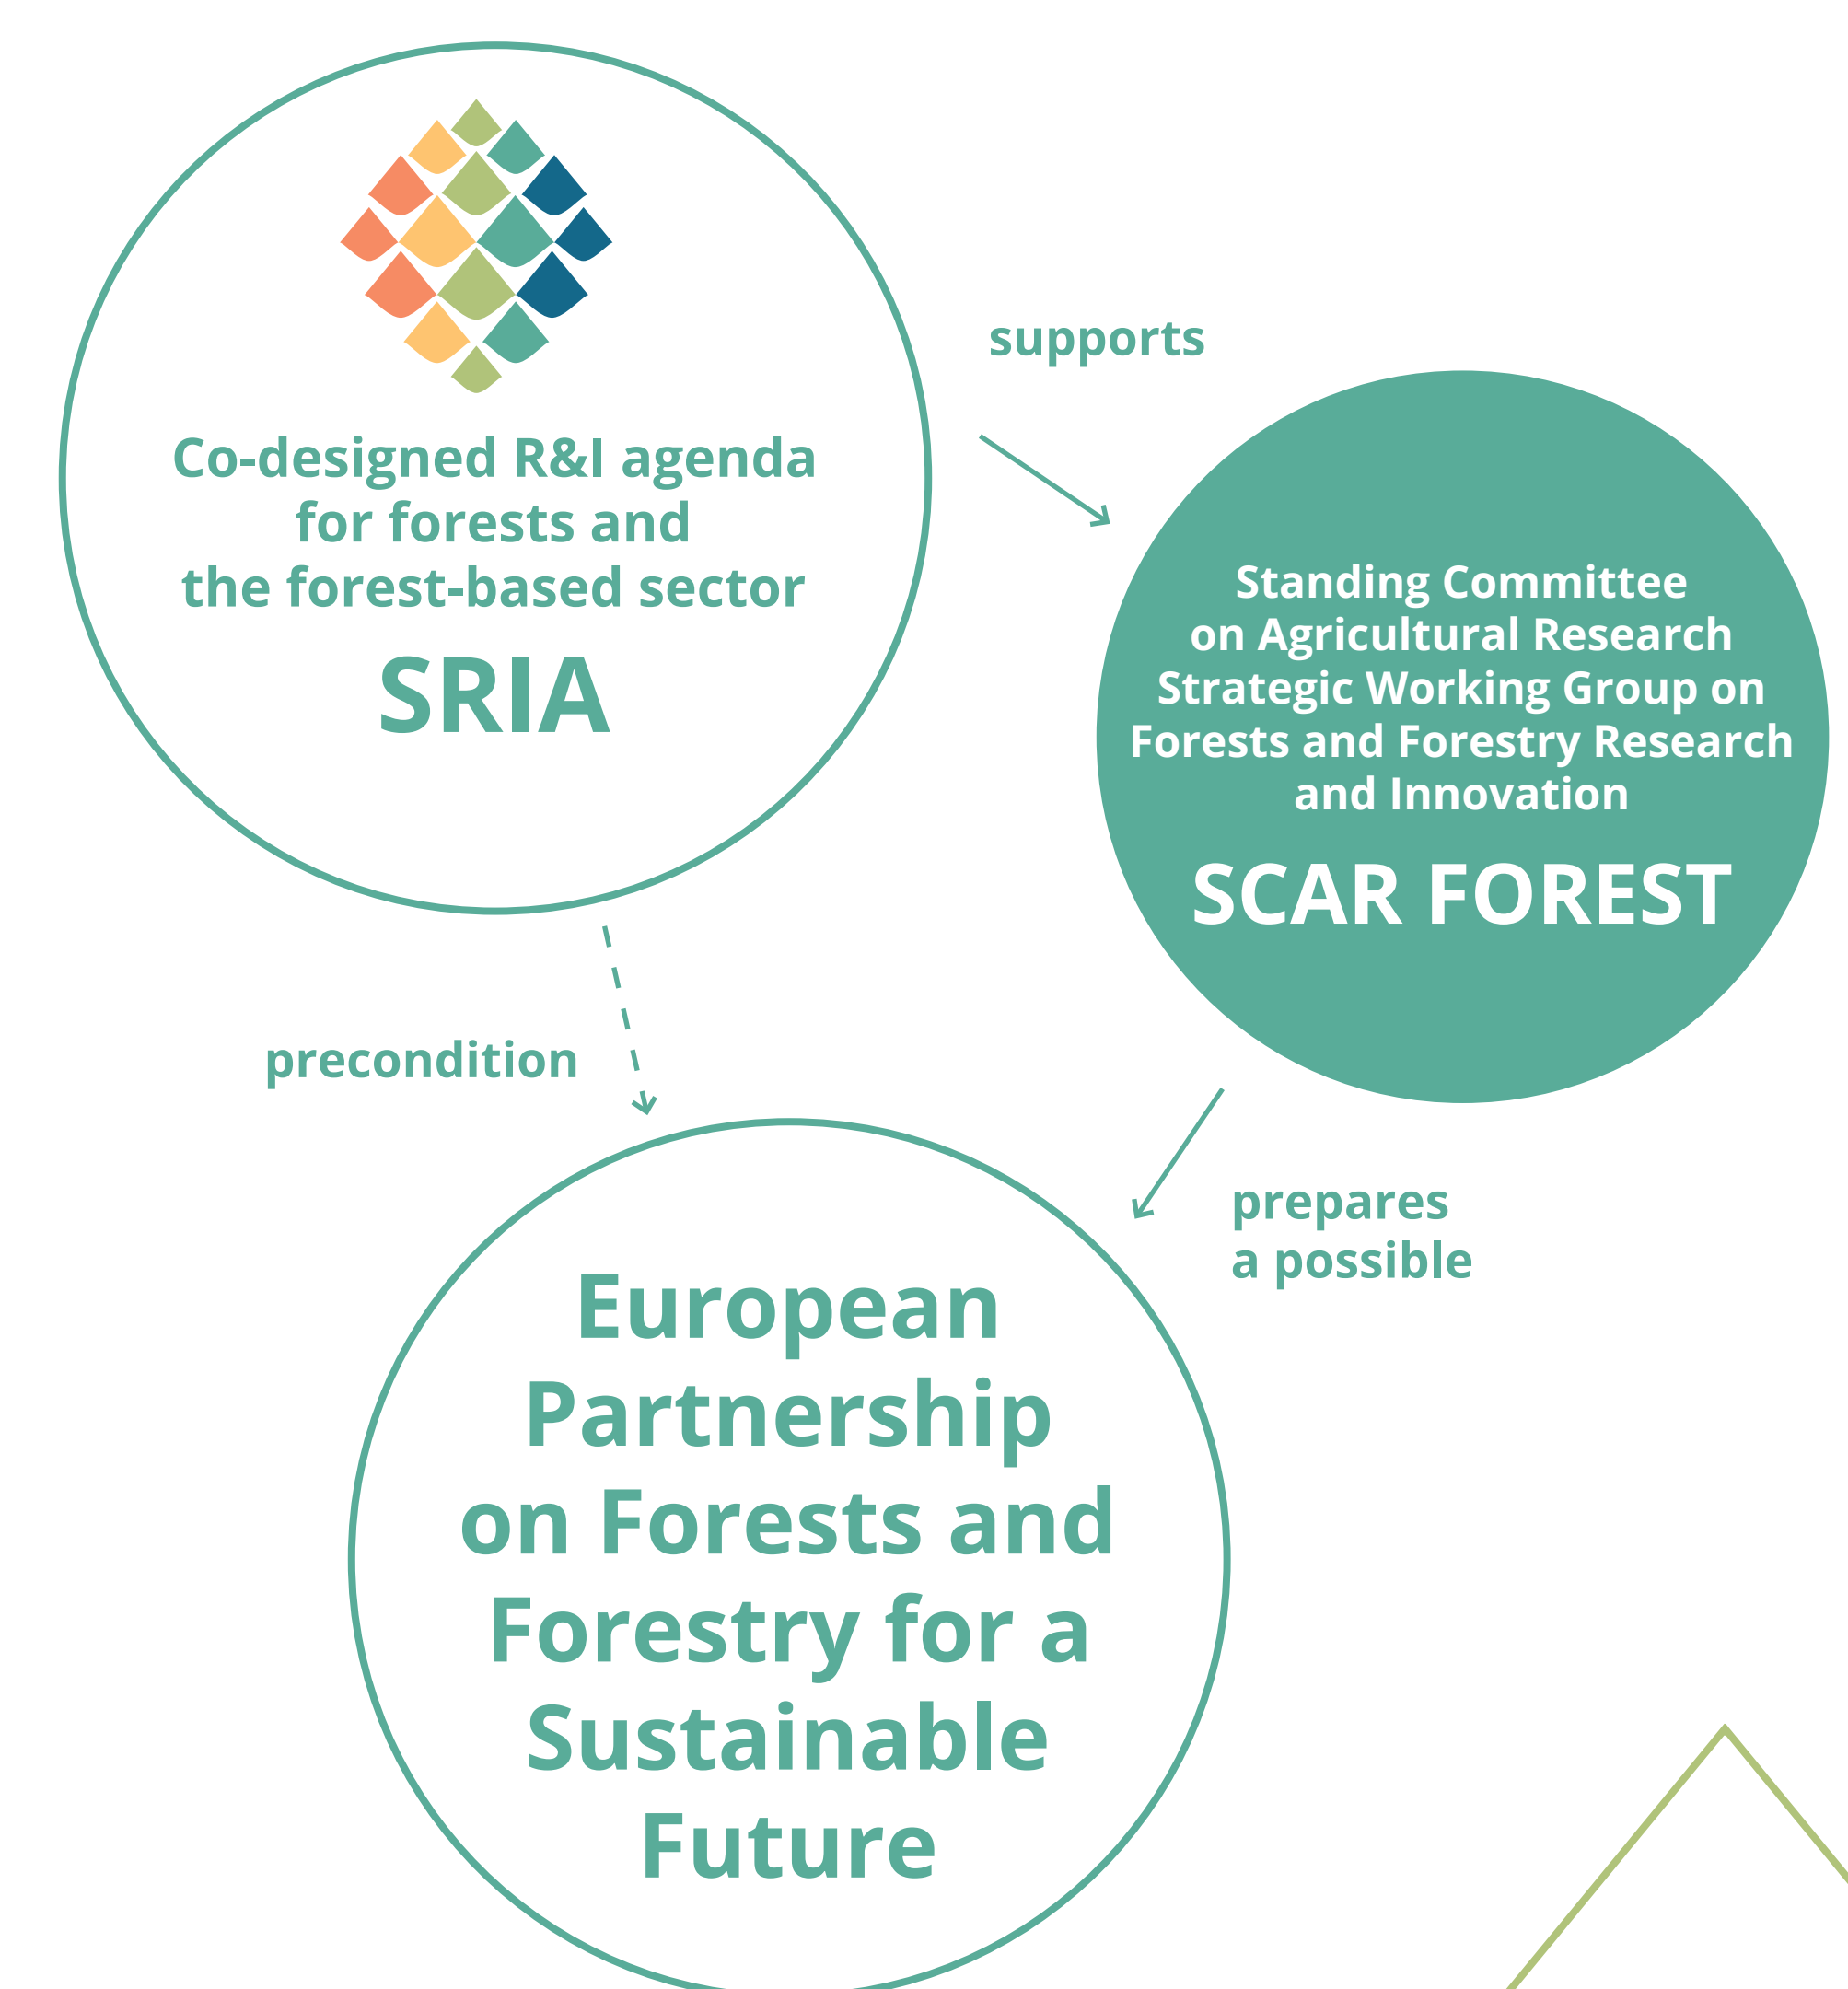 Co-designed R&I agenda
for forests and
the forest-based sector
SRIA
supports
Standing Committee
on Agricultural Research
Strategic Working Group on
Forests and Forestry Research
and Innovation
SCAR FOREST
precondition
prepares
a possible
European
Partnership
on Forests and
Forestry for a
Sustainable
Future